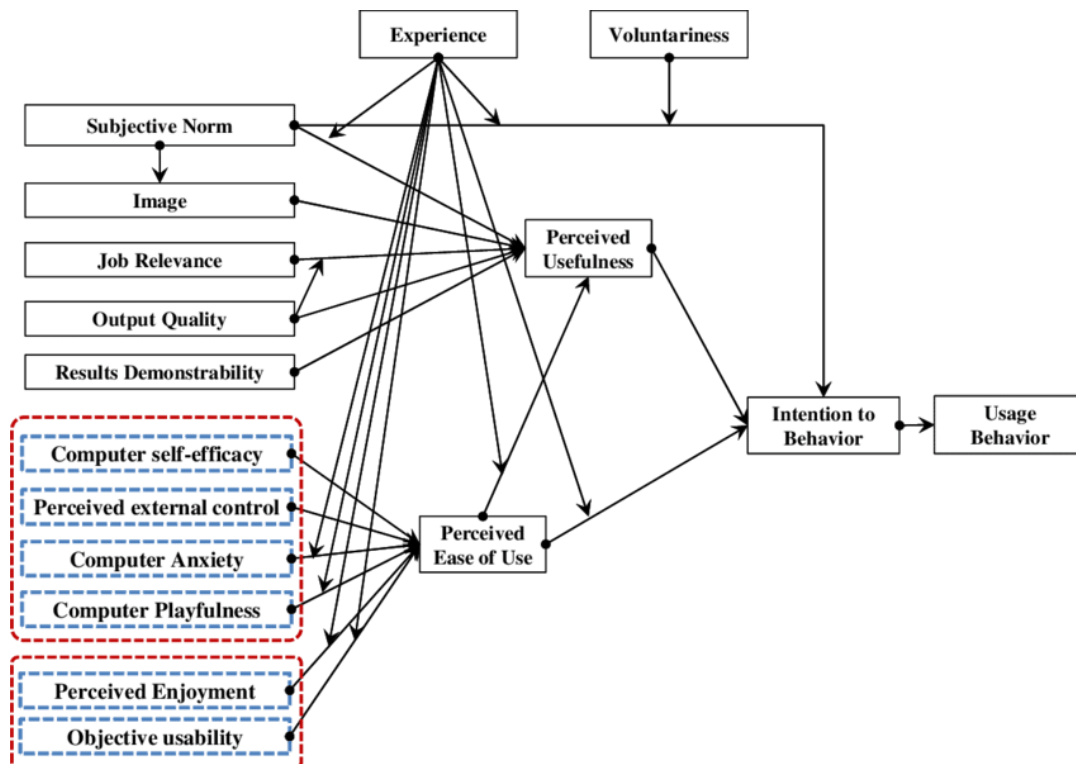 Experience
Voluntariness
Subjective Norm
Image
Job Relevance
Output Quality
Results Demonstrability
Perceived
Usefulness
Computer self-efficacy
Perceived external control
Computer Anxiety
Computer Playfulness
Perceived Enjoyment
Objective usability
Perceived
Ease of Use
Intention to
Behavior
Usage
Behavior